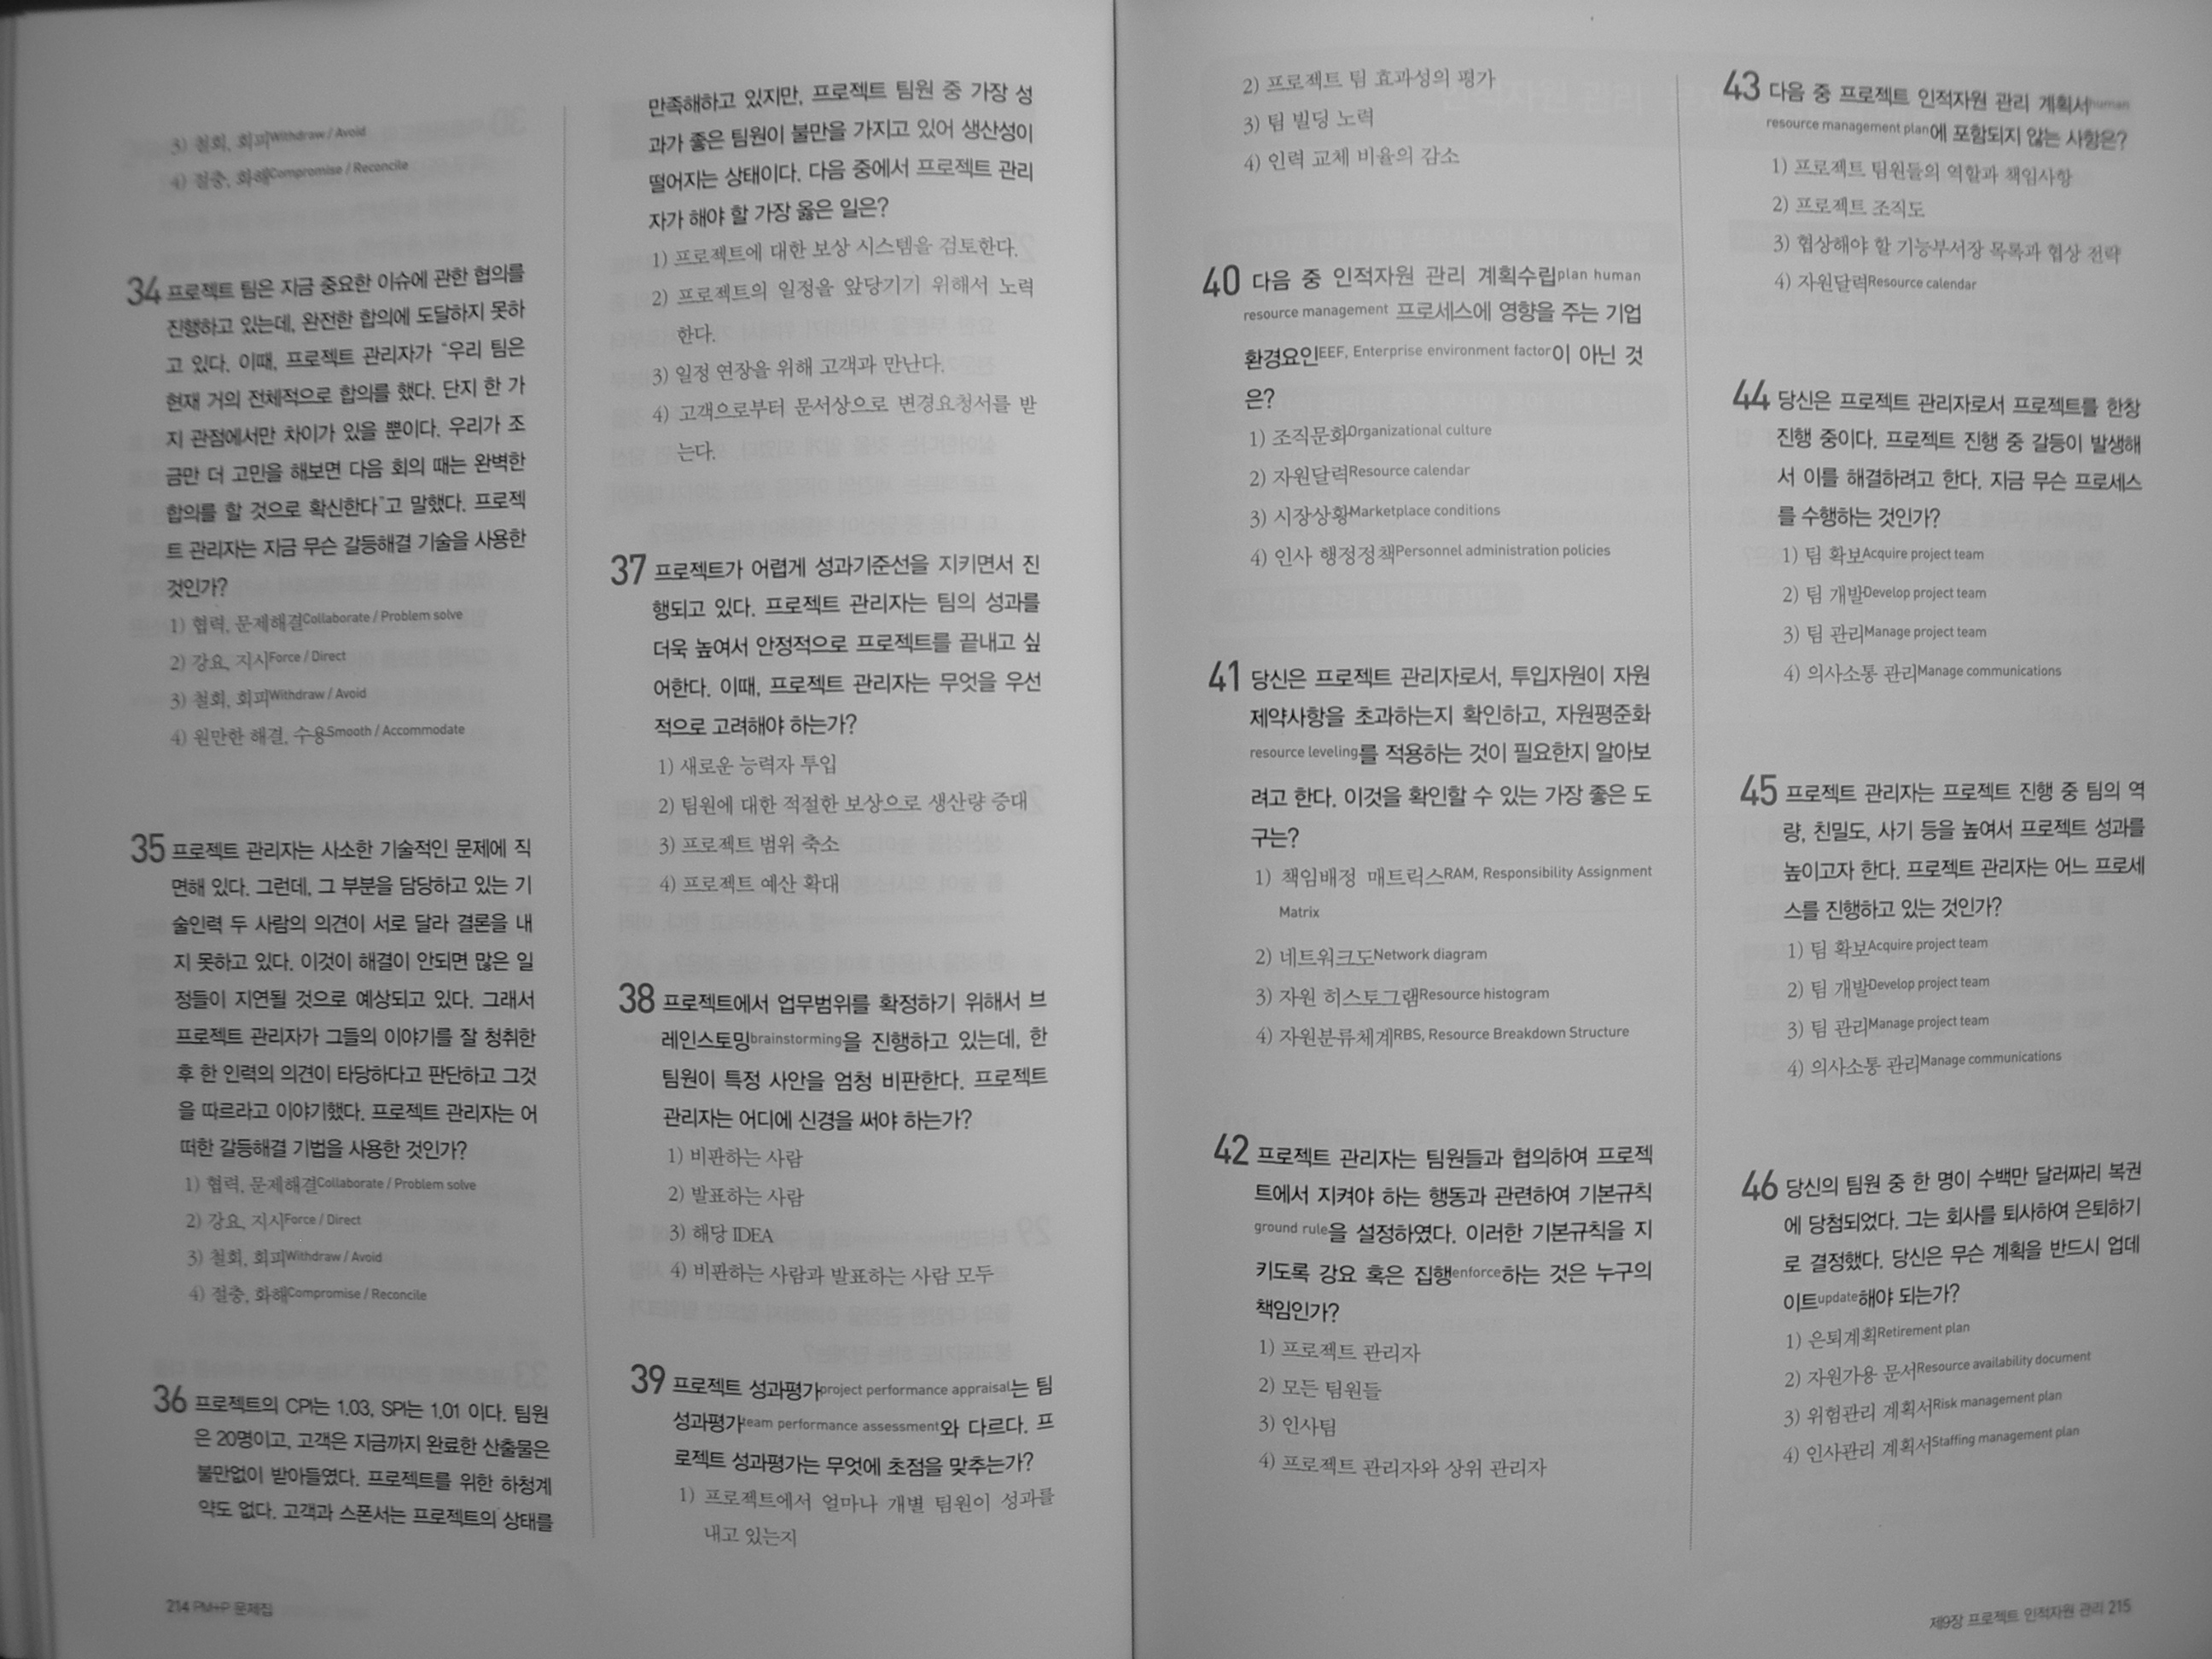 3) 철회, 회피Withdraw / Avoid
4) 절충, 화해Compromise / Reconcile
34 프로젝트 팀은 지금 중요한 이슈에 관한 협의를
진행하고 있는데, 완전한 합의에 도달하지 못하
고 있다. 이때, 프로젝트 관리자가 “우리 팀은
현재 거의 전체적으로 합의를 했다. 단지 한 가
지 관점에서만 차이가 있을 뿐이다. 우리가 조
금만 더 고민을 해보면 다음 회의 때는 완벽한
합의를 할 것으로 확신한다”고 말했다. 프로젝
트 관리자는 지금 무슨 갈등해결 기술을 사용한
것인가?
1) 협력, 문제해결Collaborate / Problem solve
2) 강요, 지시Force / Direct
3) 철회, 회피Withdraw / Avoid
4) 원만한 해결, 수용Smooth / Accommodate
35 프로젝트 관리자는 사소한 기술적인 문제에 직
면해 있다. 그런데, 그 부분을 담당하고 있는 기
술인력 두 사람의 의견이 서로 달라 결론을 내
지 못하고 있다. 이것이 해결이 안되면 많은 일
정들이 지연될 것으로 예상되고 있다. 그래서
프로젝트 관리자가 그들의 이야기를 잘 청취한
후 한 인력의 의견이 타당하다고 판단하고 그것
을 따르라고 이야기했다. 프로젝트 관리자는 어
떠한 갈등해결 기법을 사용한 것인가?
1) 협력, 문제해결Collaborate / Problem solve
2) 강요, 지시Force / Direct
3) 철회, 회피Withdraw / Avoid
4) 절충, 화해Compromise / Reconcile
36 프로젝트의 CPI는 1.03, SPI는 1.01 이다. 팀원
은 20명이고, 고객은 지금까지 완료한 산출물은
불만없이 받아들였다. 프로젝트를 위한 하청계
약도 없다. 고객과 스폰서는 프로젝트의 상태를
만족해하고 있지만, 프로젝트 팀원 중 가장 성
과가 좋은 팀원이 불만을 가지고 있어 생산성이
떨어지는 상태이다. 다음 중에서 프로젝트 관리
자가 해야 할 가장 옳은 일은?
1) 프로젝트에 대한 보상 시스템을 검토한다.
2) 프로젝트의 일정을 앞당기기 위해서 노력
한다.
3) 일정 연장을 위해 고객과 만난다.
4) 고객으로부터 문서상으로 변경요청서를 받
는다.
37 프로젝트가 어렵게 성과기준선을 지키면서 진
행되고 있다. 프로젝트 관리자는 팀의 성과를
더욱 높여서 안정적으로 프로젝트를 끝내고 싶
어한다. 이때, 프로젝트 관리자는 무엇을 우선
적으로 고려해야 하는가?
1) 새로운 능력자 투입
2) 팀원에 대한 적절한 보상으로 생산량 증대
3) 프로젝트 범위 축소
4) 프로젝트 예산 확대
38 프로젝트에서 업무범위를 확정하기 위해서 브
레인스토밍brainstorming을 진행하고 있는데, 한
팀원이 특정 사안을 엄청 비판한다. 프로젝트
관리자는 어디에 신경을 써야 하는가?
1) 비판하는 사람
2) 발표하는 사람
3) 해당 IDEA
4) 비판하는 사람과 발표하는 사람 모두
39 프로젝트 성과평가project performance appraisal는 팀
성과평가team performance assessment와 다르다. 프
로젝트 성과평가는 무엇에 초점을 맞추는가?
1) 프로젝트에서 얼마나 개별 팀원이 성과를
내고 있는지
214 PM+P 문제집
2) 프로젝트 팀 효과성의 평가
3) 팀 빌딩 노력
4) 인력 교체 비율의 감소
40 다음 중 인적자원 관리 계획수립plan human
resource management 프로세스에 영향을 주는 기업
환경요인EEF, Enterprise environment factor이 아닌 것
은?
1) 조직문화Organizational culture
2) 자원달력Resource calendar
3) 시장상황Marketplace conditions
4) 인사 행정정책Personnel administration policies
41 당신은 프로젝트 관리자로서, 투입자원이 자원
제약사항을 초과하는지 확인하고, 자원평준화
resource leveling를 적용하는 것이 필요한지 알아보
려고 한다. 이것을 확인할 수 있는 가장 좋은 도
구는?
1) 책임배정 매트릭스RAM, Responsibility Assignment
Matrix
2) 네트워크도Network diagram
3) 자원 히스토그램Resource histogram
4) 자원분류체계RBS, Resource Breakdown Structure
42 프로젝트 관리자는 팀원들과 협의하여 프로젝
트에서 지켜야 하는 행동과 관련하여 기본규칙
ground rule을 설정하였다. 이러한 기본규칙을 지
키도록 강요 혹은 집행enforce하는 것은 누구의
책임인가?
1) 프로젝트 관리자
2) 모든 팀원들
3) 인사팀
4) 프로젝트 관리자와 상위 관리자
43 다음 중 프로젝트 인적자원 관리 계획서human
resource management plan에 포함되지 않는 사항은?
1) 프로젝트 팀원들의 역할과 책임사항
2) 프로젝트 조직도
3) 협상해야 할 기능부서장 목록과 협상 전략
4) 자원달력Resource calendar
44 당신은 프로젝트 관리자로서 프로젝트를 한창
진행 중이다. 프로젝트 진행 중 갈등이 발생해
서 이를 해결하려고 한다. 지금 무슨 프로세스
를 수행하는 것인가?
1) 팀 확보Acquire project team
2) 팀 개발Develop project team
3) 팀 관리Manage project team
4) 의사소통 관리Manage communications
45 프로젝트 관리자는 프로젝트 진행 중 팀의 역
량, 친밀도, 사기 등을 높여서 프로젝트 성과를
높이고자 한다. 프로젝트 관리자는 어느 프로세
스를 진행하고 있는 것인가?
1) 팀 확보Acquire project team
2) 팀 개발Develop project team
3) 팀 관리Manage project team
4) 의사소통 관리Manage communications
46 당신의 팀원 중 한 명이 수백만 달러짜리 복권
에 당첨되었다. 그는 회사를 퇴사하여 은퇴하기
로 결정했다. 당신은 무슨 계획을 반드시 업데
이트update해야 되는가?
1) 은퇴계획Retirement plan
2) 자원가용 문서Resource availability document
3) 위험관리 계획서Risk management plan
4) 인사관리 계획서Staffing management plan
제9장 프로젝트 인적자원 관리 215